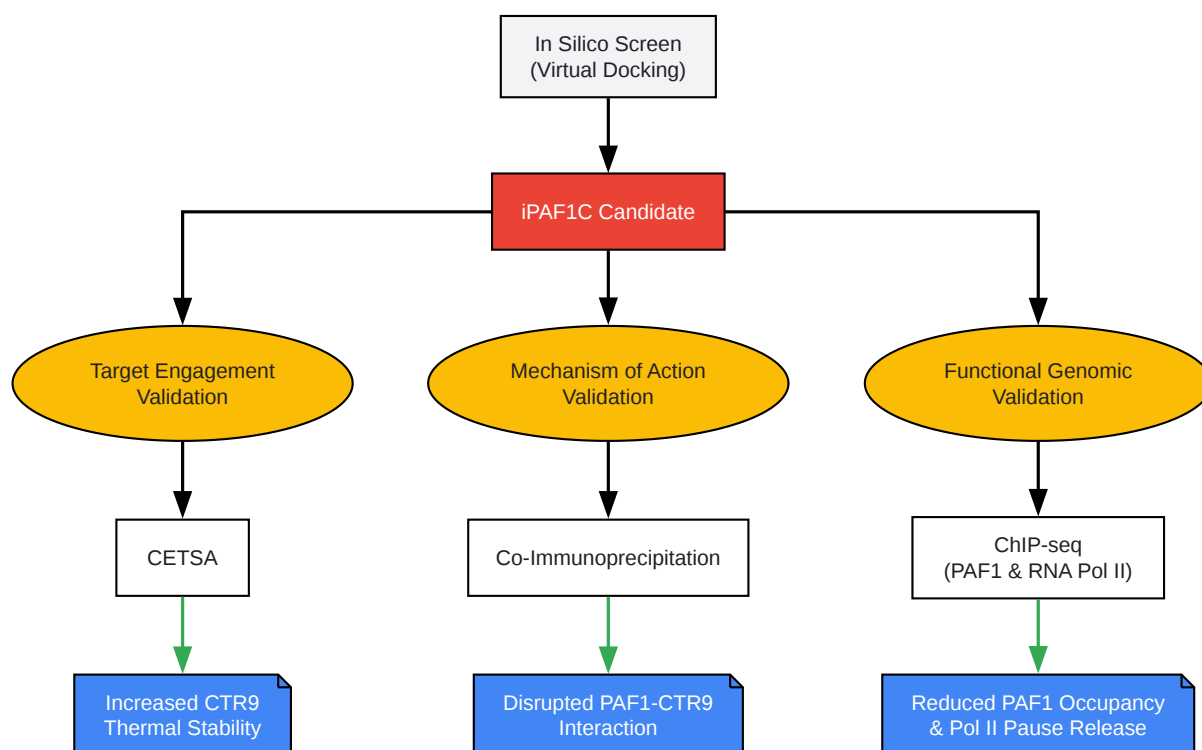 In Silico Screen
(Virtual Docking)
iPAF1C Candidate
Target Engagement
Validation
Mechanism of Action
Validation
Functional Genomic
Validation
CETSA
Co-Immunoprecipitation
ChIP-seq
(PAF1 & RNA Pol II)
Increased CTR9
Thermal Stability
Disrupted PAF1-CTR9
Interaction
Reduced PAF1 Occupancy
& Pol II Pause Release